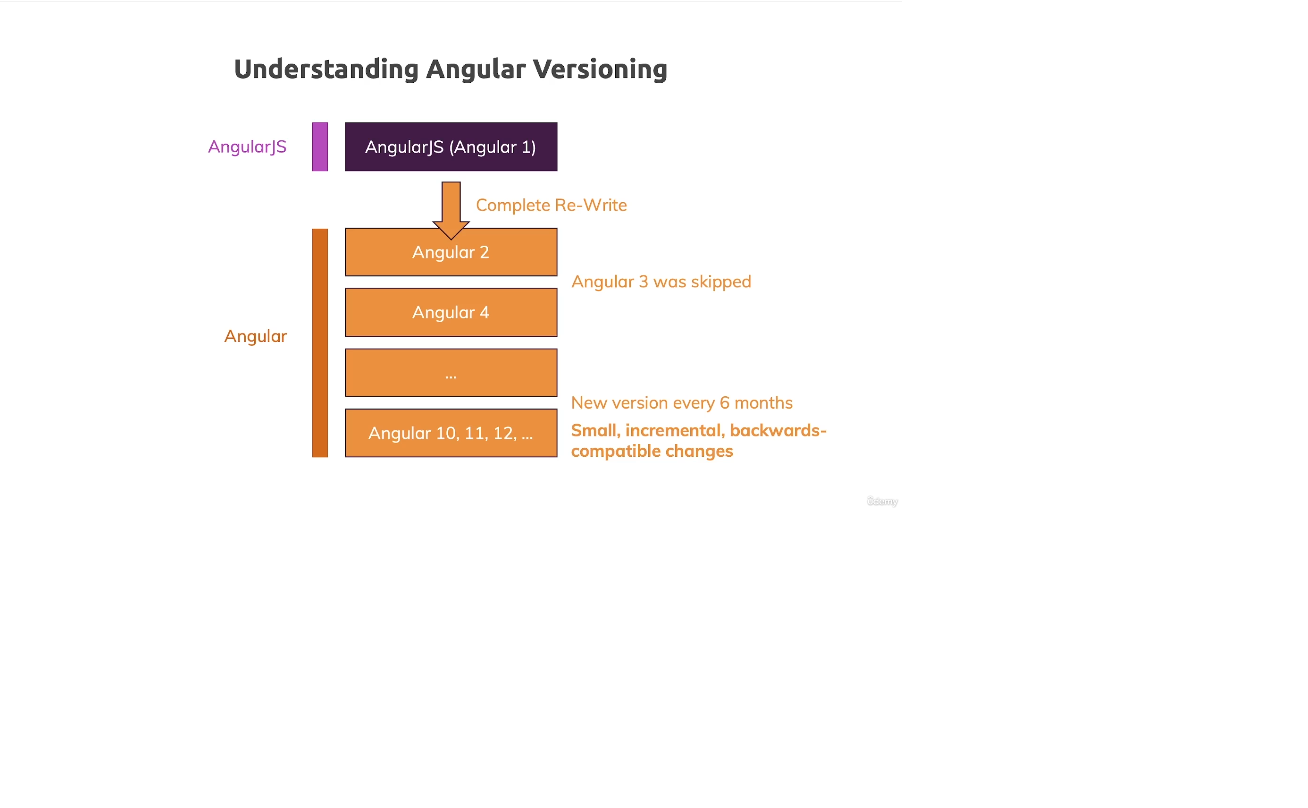 Understanding Angular Versioning
AngularJS
AngularJS (Angular 1)
Complete Re-Write
Angular 2
Angular 3 was skipped
Angular 4
Angular
...
New version every 6 months
Angular 10, 11, 12, ...
Small, incremental, backwards-
compatible changes
Udemy